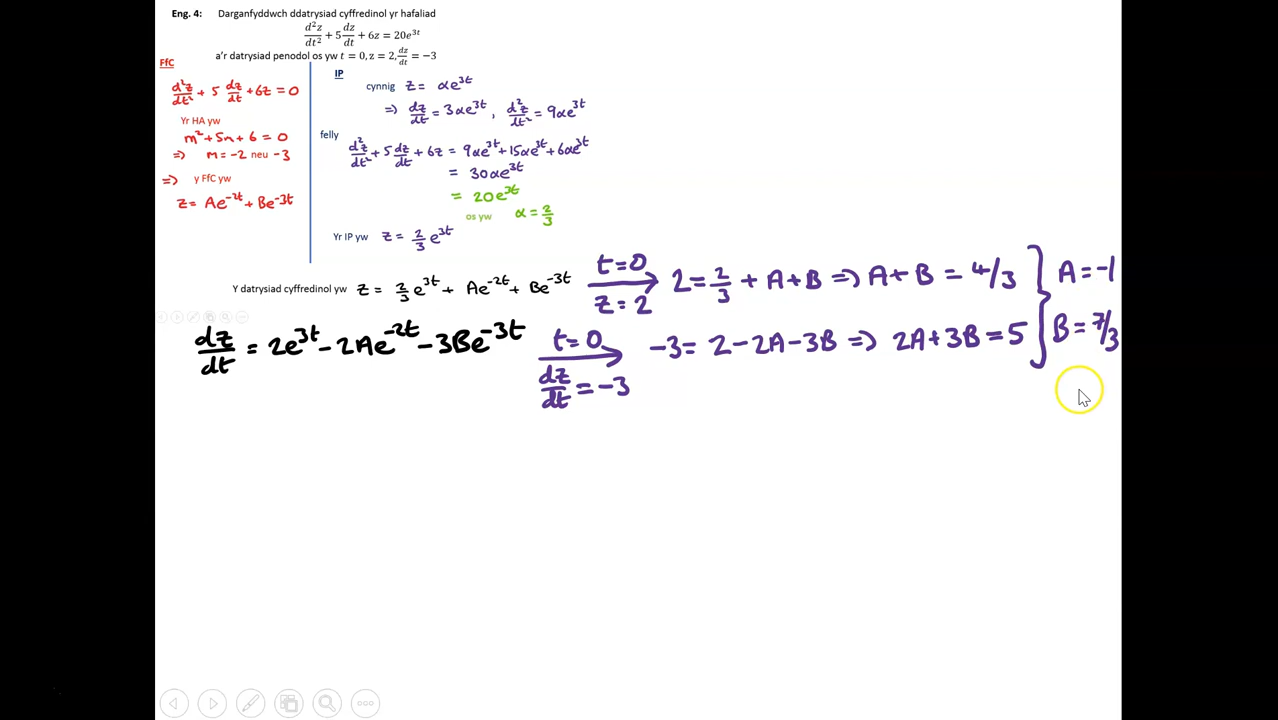 Eng. 4: Darganfyddwch ddatrysiad cyffredinol yr hafaliad
d²z/dt² + 5 dz/dt + 6z = 20e^{3t}
a'r datrysiad penodol os yw t = 0, z = 2, dz/dt = −3
FfC
d²z/dt² + 5 dz/dt + 6z = 0
Yr HA yw
m² + 5m + 6 = 0
⇒ m = −2 neu −3
⇒ y FfC yw
z = Ae^{−2t} + Be^{−3t}
IP
cynnig z = αe^{3t}
⇒ dz/dt = 3αe^{3t}, d²z/dt² = 9αe^{3t}
felly
d²z/dt² + 5 dz/dt + 6z = 9αe^{3t} + 15αe^{3t} + 6αe^{3t}
= 30αe^{3t}
= 20e^{3t}
os yw α = 2/3
Yr IP yw z = 2/3 e^{3t}
Y datrysiad cyffredinol yw z = 2/3 e^{3t} + Ae^{−2t} + Be^{−3t}
t=0
z=2
2 = 2/3 + A + B ⇒ A + B = 4/3
dz/dt = 2e^{3t} − 2Ae^{−2t} − 3Be^{−3t}
t=0
dz/dt = −3
−3 = 2 − 2A − 3B ⇒ 2A + 3B = 5
A = −1
B = 7/3